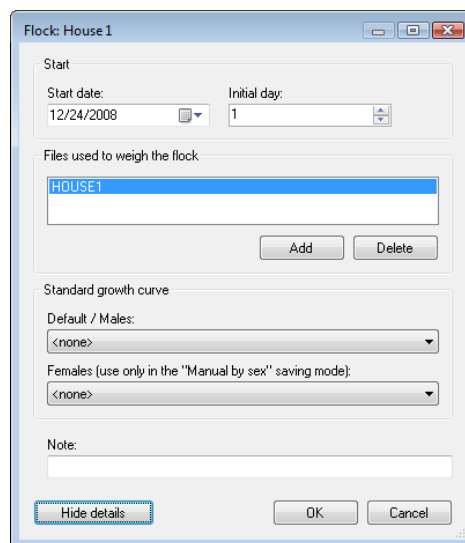 Flock: House1
Start
Start date: Initial day:
12/24/2008 1
Files used to weigh the flock
HOUSE1
Add Delete
Standard growth curve
Default / Males:
<none>
Females (use only in the "Manual by sex" saving mode):
<none>
Note:
Hide details OK Cancel